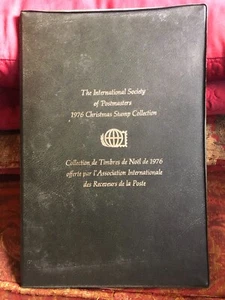 The International Society
of Postmasters
1976 Christmas Stamp Collection
Collection de Timbres de Noël de 1976
offerte par l'Association Internationale
des Receveurs de la Poste